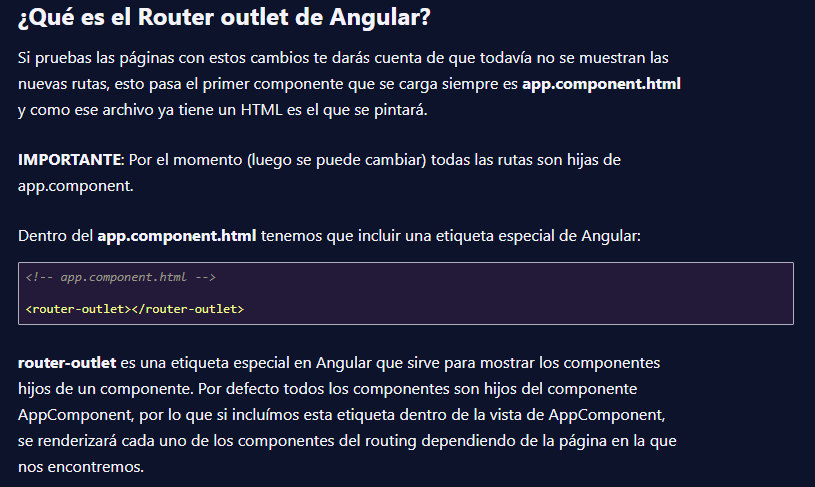 ¿Qué es el Router outlet de Angular?
Si pruebas las páginas con estos cambios te darás cuenta de que todavía no se muestran las
nuevas rutas, esto pasa el primer componente que se carga siempre es app.component.html
y como ese archivo ya tiene un HTML es el que se pintará.
IMPORTANTE: Por el momento (luego se puede cambiar) todas las rutas son hijas de
app.component.
Dentro del app.component.html tenemos que incluir una etiqueta especial de Angular:
<!-- app.component.html -->
<router-outlet></router-outlet>
router-outlet es una etiqueta especial en Angular que sirve para mostrar los componentes
hijos de un componente. Por defecto todos los componentes son hijos del componente
AppComponent, por lo que si incluímos esta etiqueta dentro de la vista de AppComponent,
se renderizará cada uno de los componentes del routing dependiendo de la página en la que
nos encontremos.